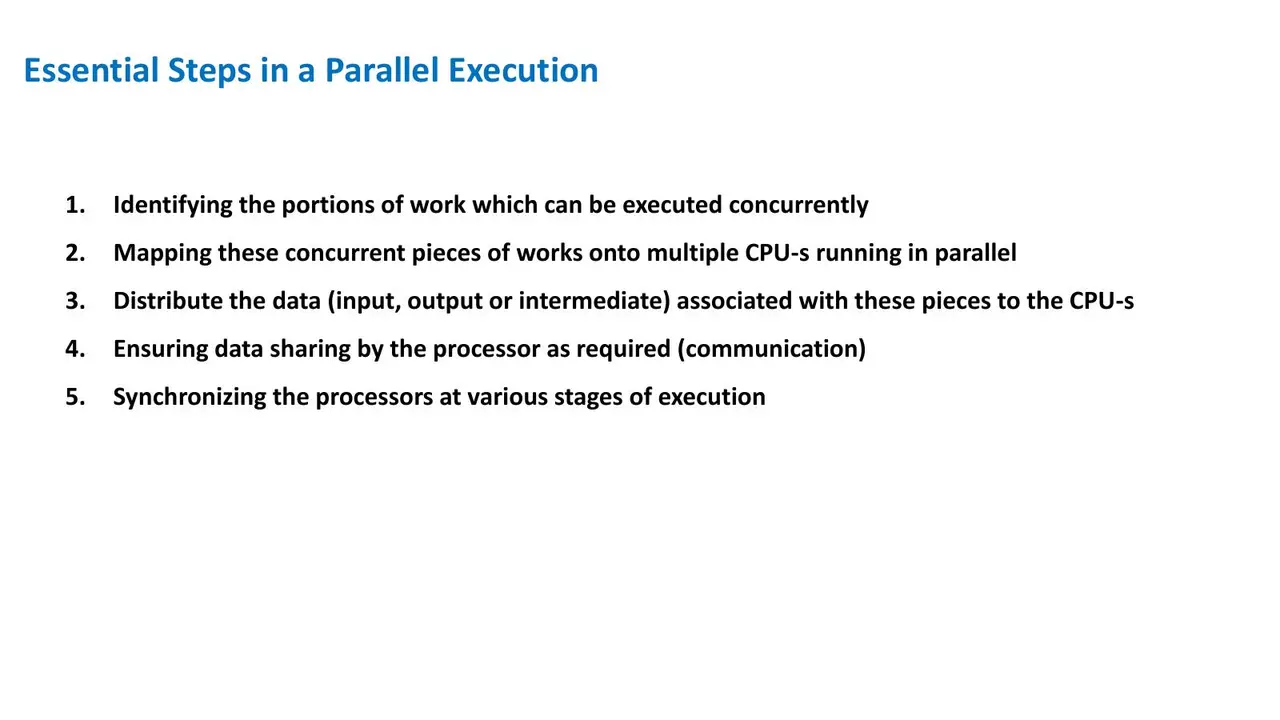 Essential Steps in a Parallel Execution
1. Identifying the portions of work which can be executed concurrently
2. Mapping these concurrent pieces of works onto multiple CPU-s running in parallel
3. Distribute the data (input, output or intermediate) associated with these pieces to the CPU-s
4. Ensuring data sharing by the processor as required (communication)
5. Synchronizing the processors at various stages of execution